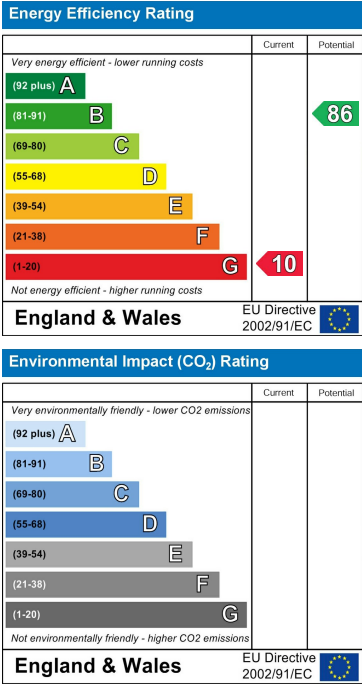 Energy Efficiency Rating
Current Potential
Very energy efficient - lower running costs
(92 plus) A
(81-91) B
86
(69-80) C
(55-68) D
(39-54) E
(21-38) F
(1-20) G
10
Not energy efficient - higher running costs
England & Wales
EU Directive
2002/91/EC
Environmental Impact (CO₂) Rating
Current Potential
Very environmentally friendly - lower CO2 emissions
(92 plus) A
(81-91) B
(69-80) C
(55-68) D
(39-54) E
(21-38) F
(1-20) G
Not environmentally friendly - higher CO2 emissions
England & Wales
EU Directive
2002/91/EC